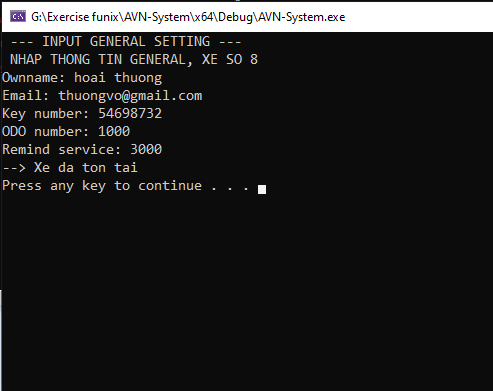 G:\Exercise funix\AVN-System\x64\Debug\AVN-System.exe
--- INPUT GENERAL SETTING ---
NHAP THONG TIN GENERAL, XE SO 8
Ownname: hoai thuong
Email: thuongvo@gmail.com
Key number: 54698732
ODO number: 1000
Remind service: 3000
--> Xe da ton tai
Press any key to continue . . .